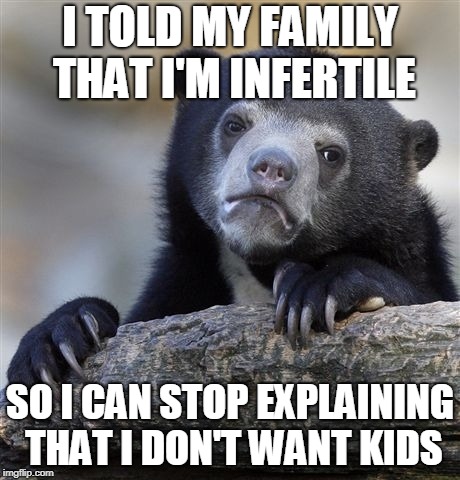 I TOLD MY FAMILY
THAT I'M INFERTILE
SO I CAN STOP EXPLAINING
THAT I DON'T WANT KIDS
imgflip.com